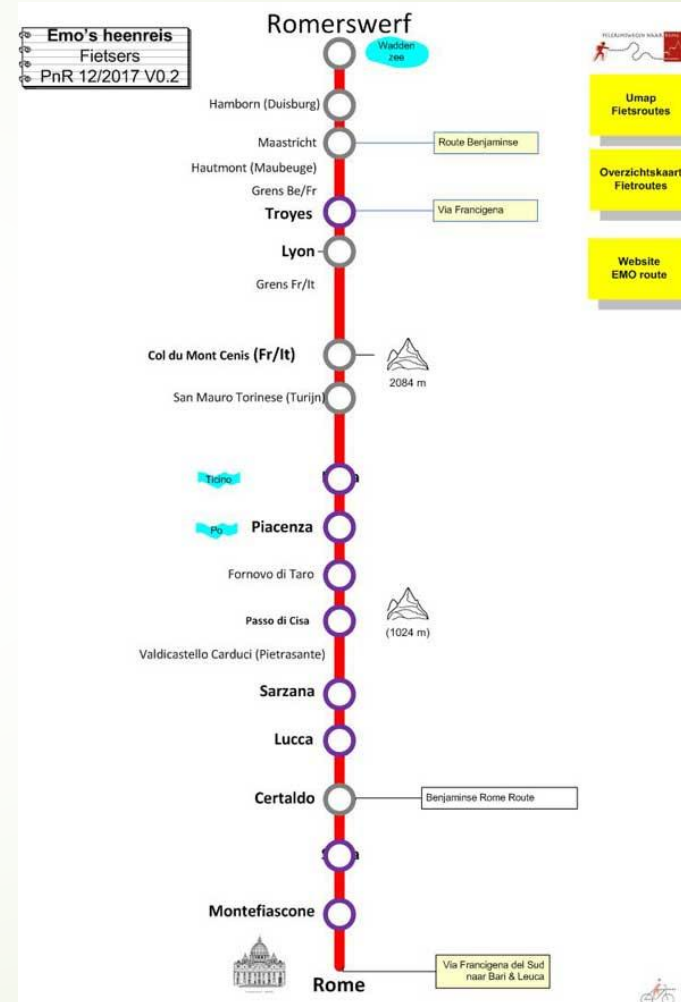 Emo's heenreis
Fietsers
PnR 12/2017 V0.2
Romerswerf
Wadden
zee
Hamborn (Duisburg)
Maastricht
Route Benjaminse
Hautmont (Maubeuge)
Grens Be/Fr
Troyes
Via Francigena
Lyon
Grens Fr/It
Col du Mont Cenis (Fr/It)
2084 m
San Mauro Torinese (Turijn)
Ticino
Po
Piacenza
Fornovo di Taro
Passo di Cisa
(1024 m)
Valdicastello Carduci (Pietrasante)
Sarzana
Lucca
Certaldo
Benjaminse Rome Route
Montefiascone
Via Francigena del Sud
naar Bari & Leuca
Rome
Umap
Fietsroutes
Overzichtskaart
Fietroutes
Website
EMO route